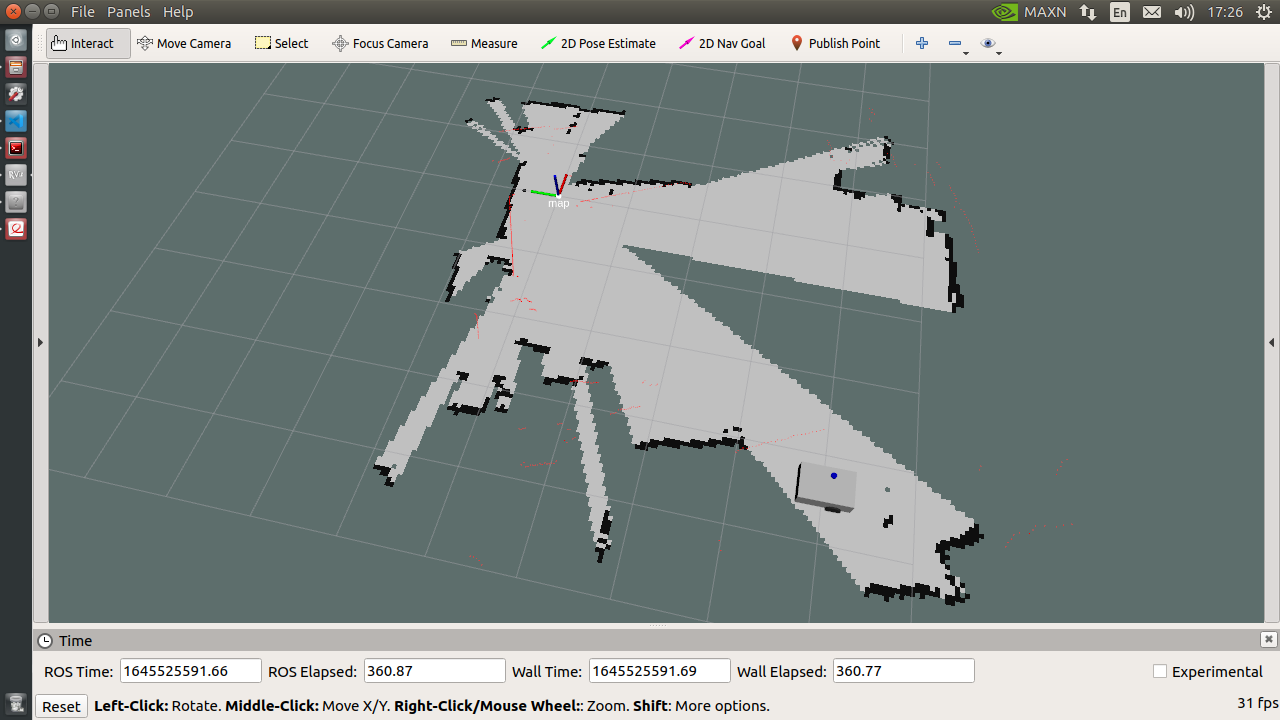 File Panels Help MAXN En 17:26
Interact Move Camera Select Focus Camera Measure 2D Pose Estimate 2D Nav Goal Publish Point
map
Time
ROS Time: 1645525591.66 ROS Elapsed: 360.87 Wall Time: 1645525591.69 Wall Elapsed: 360.77 Experimental
Reset Left-Click: Rotate. Middle-Click: Move X/Y. Right-Click/Mouse Wheel:: Zoom. Shift: More options. 31 fps